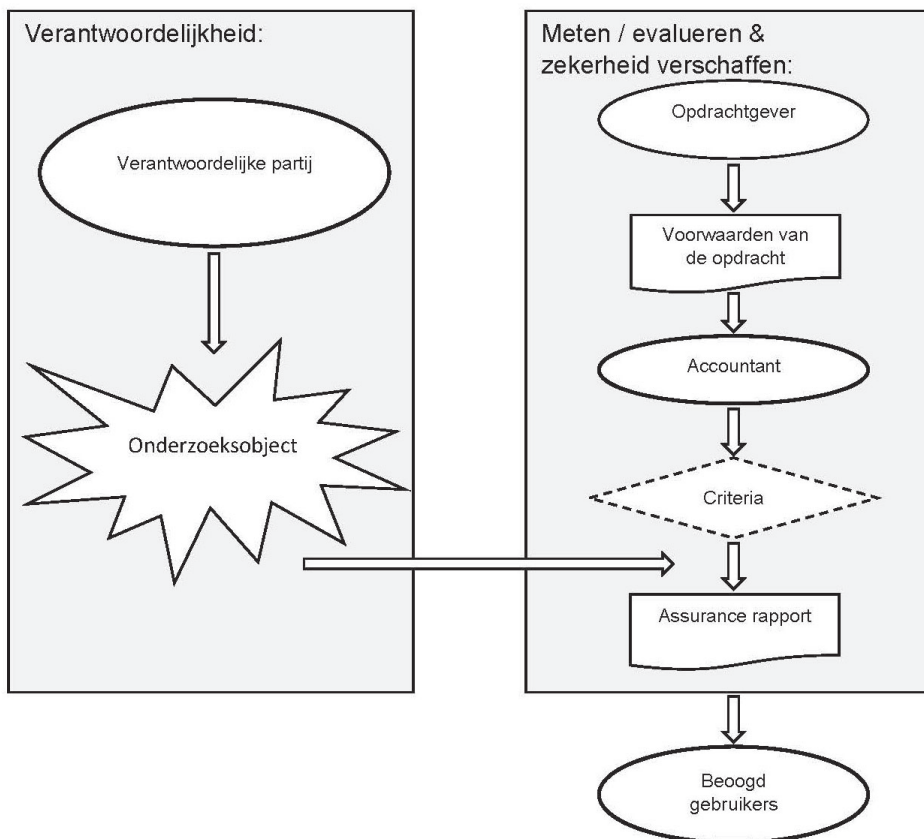 Verantwoordelijkheid:
Verantwoordelijke partij
Onderzoeksobject
Meten / evalueren &
zekerheid verschaffen:
Opdrachtgever
Voorwaarden van
de opdracht
Accountant
Criteria
Assurance rapport
Beoogd
gebruikers